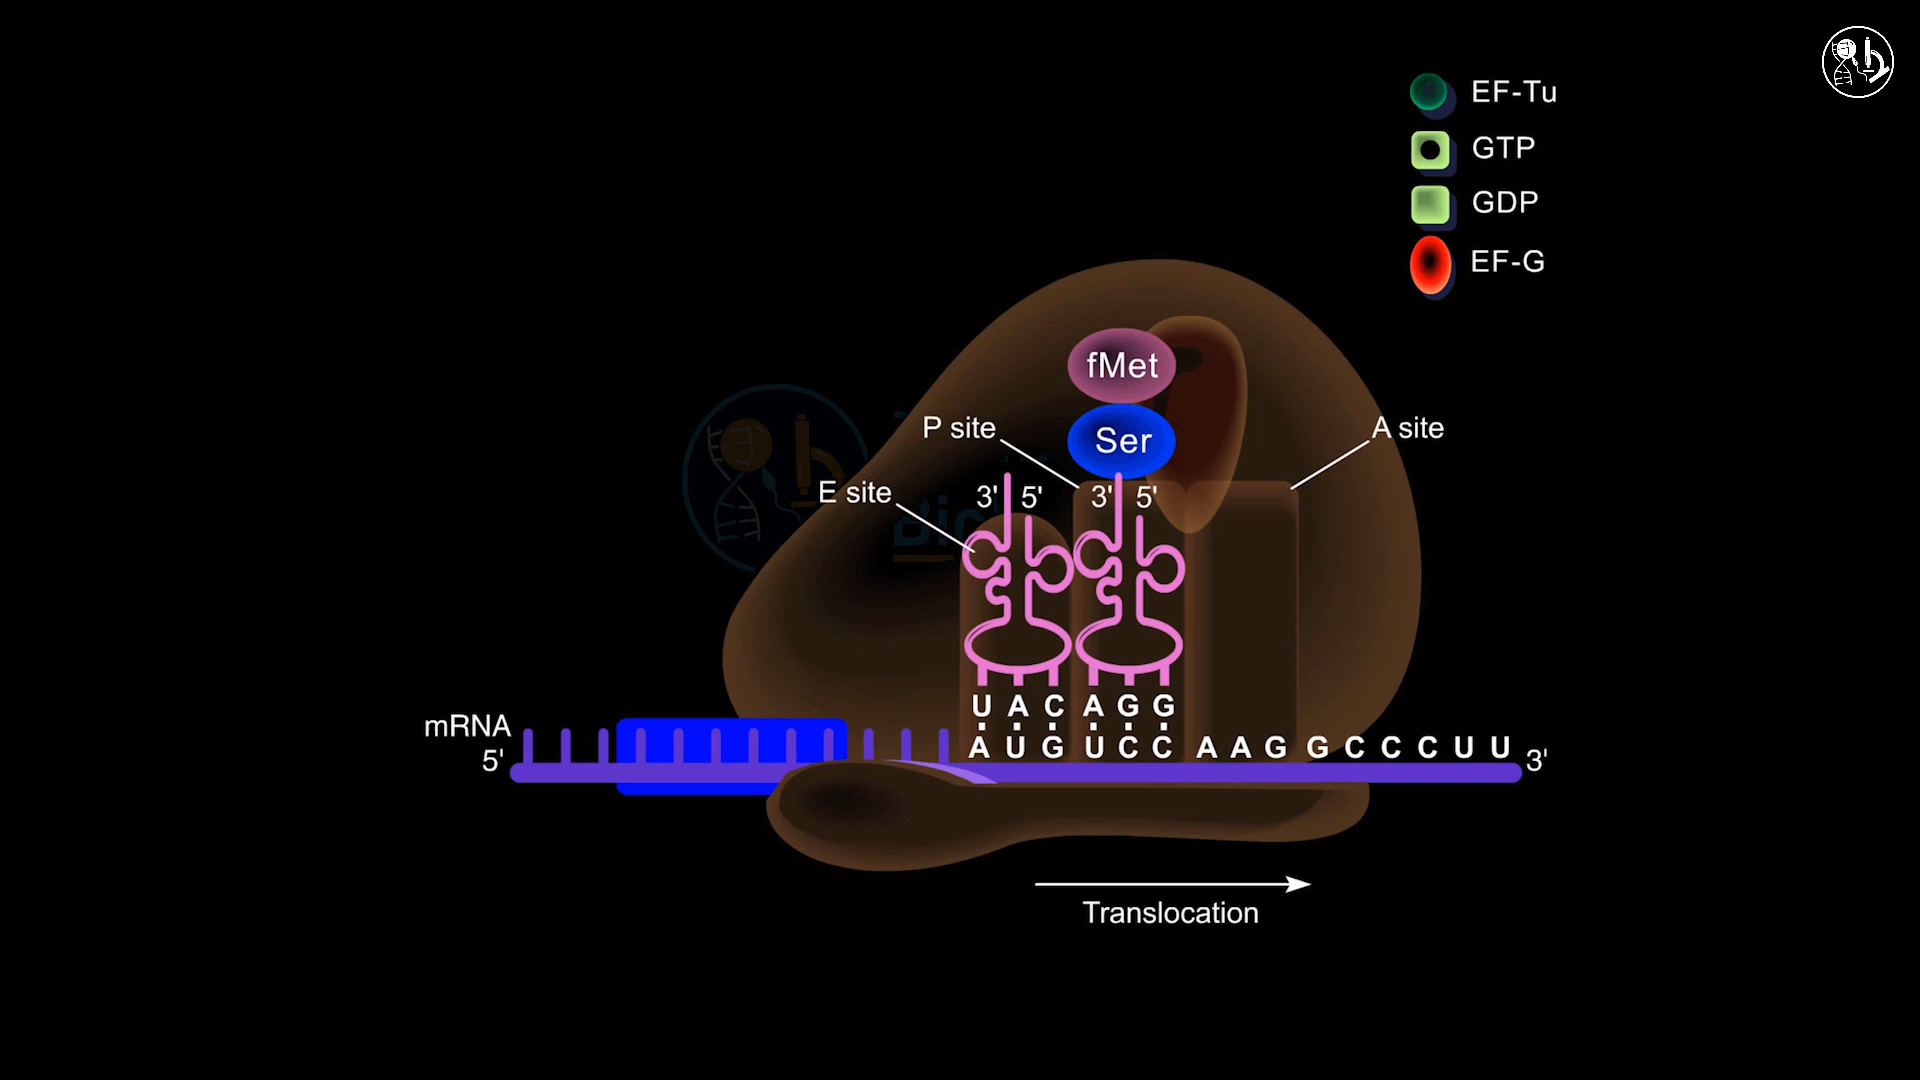 EF-Tu
GTP
GDP
EF-G
fMet
P site
Ser
A site
E site
3' 5' 3' 5'
U A C A G G
mRNA
A U G U C C A A G G C C C U U
5'
3'
Translocation